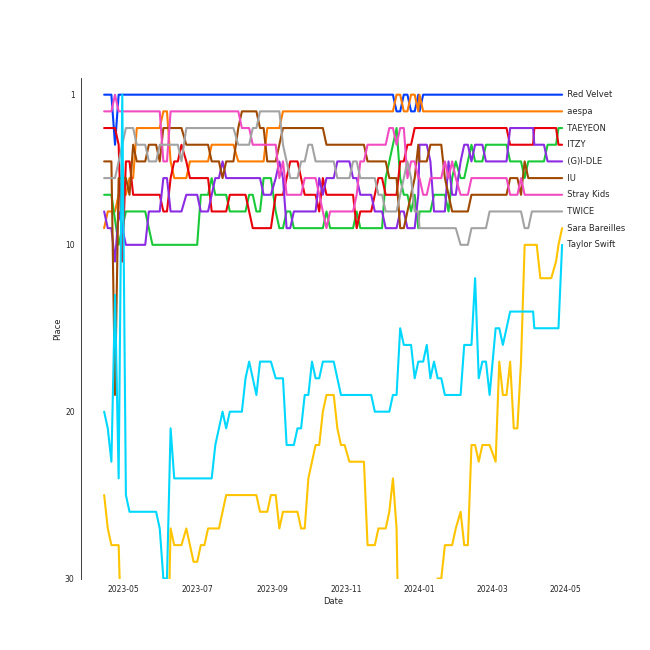 1
10
20
30
Place
Red Velvet
aespa
TAEYEON
ITZY
(G)I-DLE
IU
Stray Kids
TWICE
Sara Bareilles
Taylor Swift
2023-05
2023-07
2023-09
2023-11
2024-01
2024-03
2024-05
Date